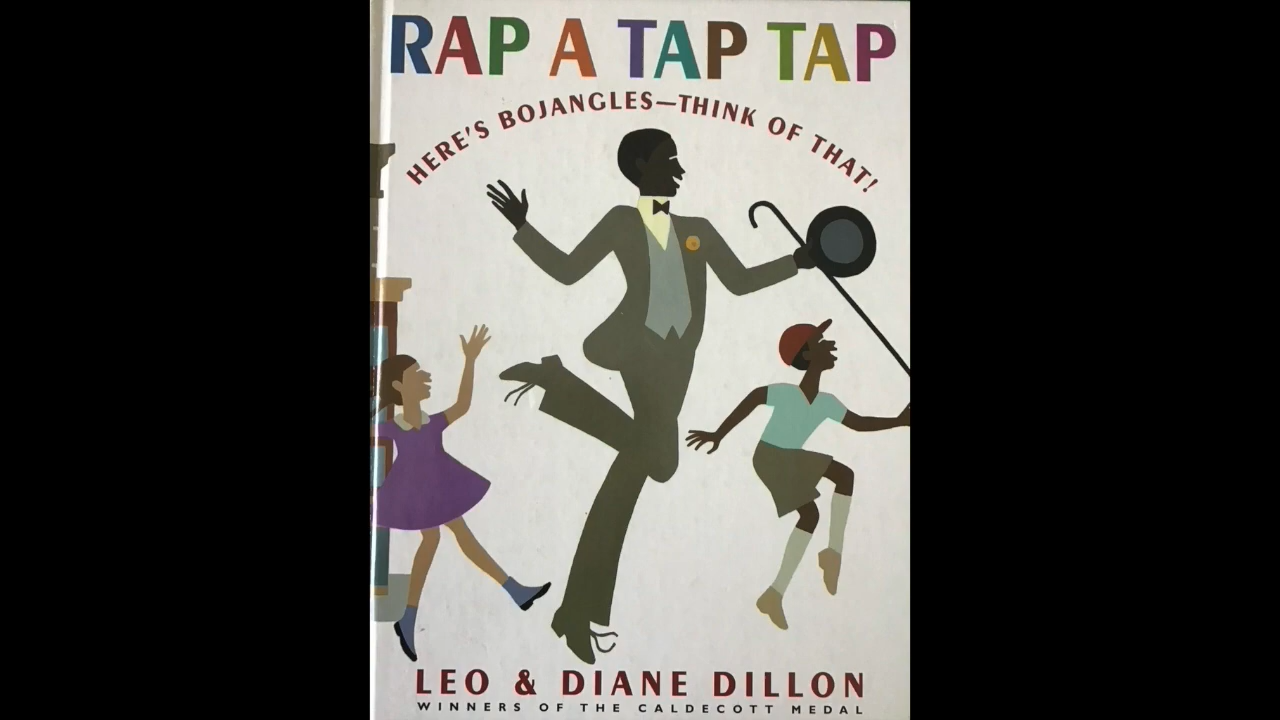 RAP A TAP TAP
HERE'S BOJANGLES—THINK OF THAT!
LEO & DIANE DILLON
WINNERS OF THE CALDECOTT MEDAL